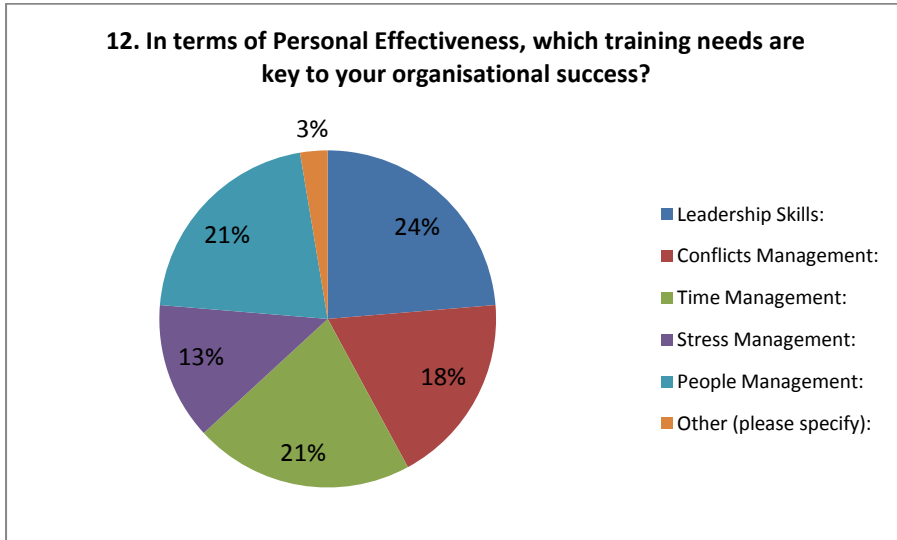 12. In terms of Personal Effectiveness, which training needs are
key to your organisational success?
3%
24%
21%
18%
13%
21%
Leadership Skills:
Conflicts Management:
Time Management:
Stress Management:
People Management:
Other (please specify):